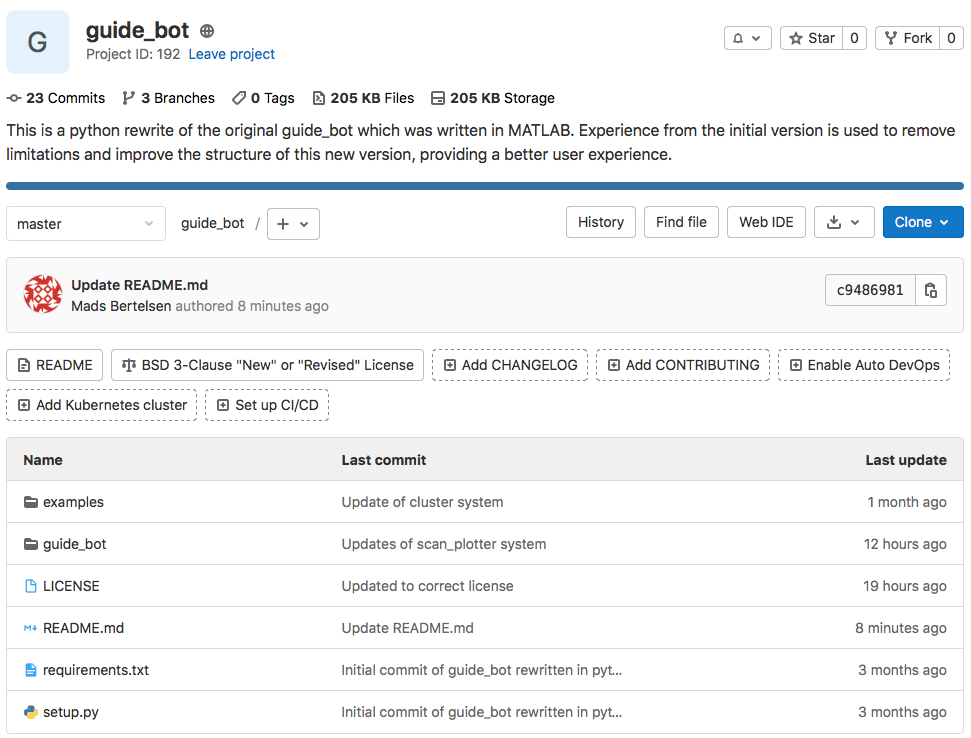 G
guide_bot
Project ID: 192 Leave project
Star 0 Fork 0
23 Commits 3 Branches 0 Tags 205 KB Files 205 KB Storage
This is a python rewrite of the original guide_bot which was written in MATLAB. Experience from the initial version is used to remove
limitations and improve the structure of this new version, providing a better user experience.
master guide_bot / + History Find file Web IDE Clone
Update README.md
Mads Bertelsen authored 8 minutes ago
c9486981
README BSD 3-Clause "New" or "Revised" License Add CHANGELOG Add CONTRIBUTING Enable Auto DevOps
Add Kubernetes cluster Set up CI/CD
Name Last commit Last update
examples Update of cluster system 1 month ago
guide_bot Updates of scan_plotter system 12 hours ago
LICENSE Updated to correct license 19 hours ago
README.md Update README.md 8 minutes ago
requirements.txt Initial commit of guide_bot rewritten in pyt... 3 months ago
setup.py Initial commit of guide_bot rewritten in pyt... 3 months ago